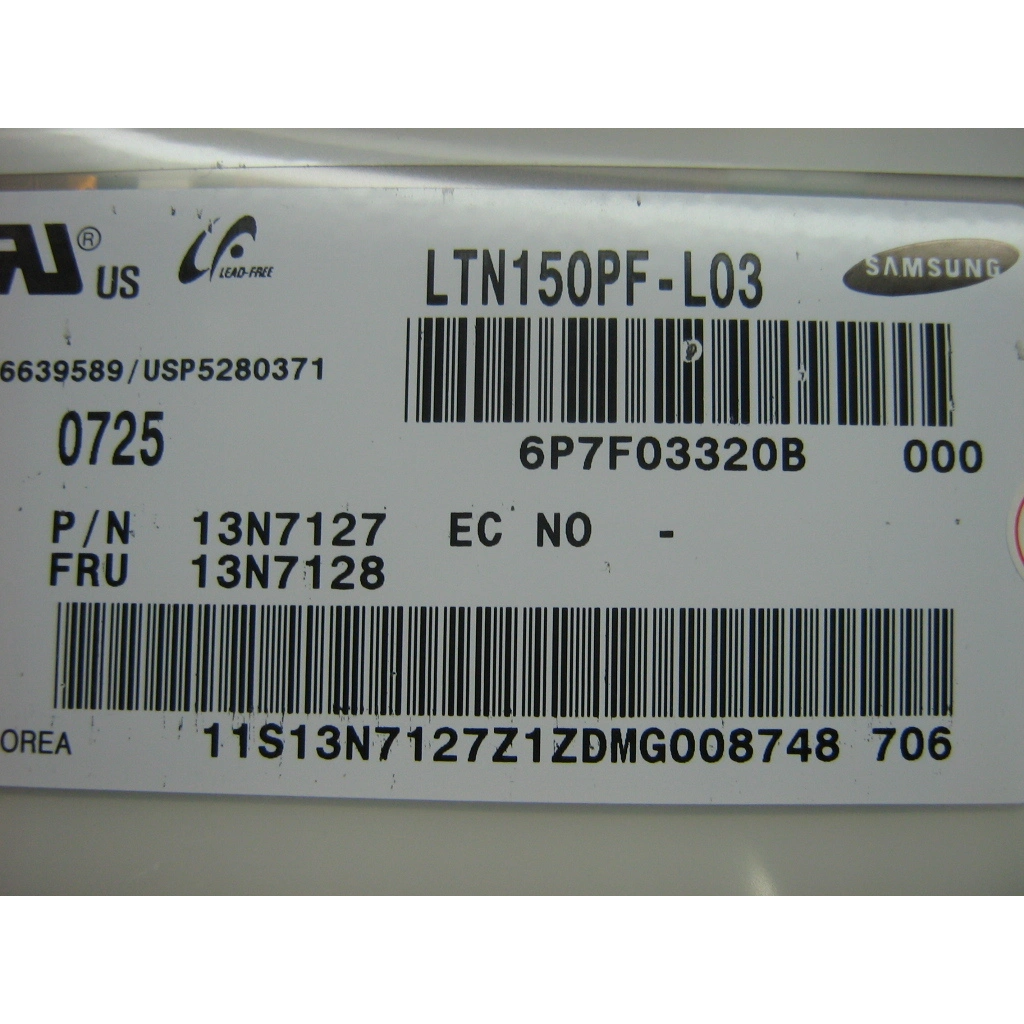 ® US
LEAD-FREE
LTN150PF-L03
SAMSUNG
6639589/USP5280371
0725
6P7F03320B 000
P/N 13N7127 EC NO -
FRU 13N7128
OREA
11S13N7127Z1ZDMG008748 706